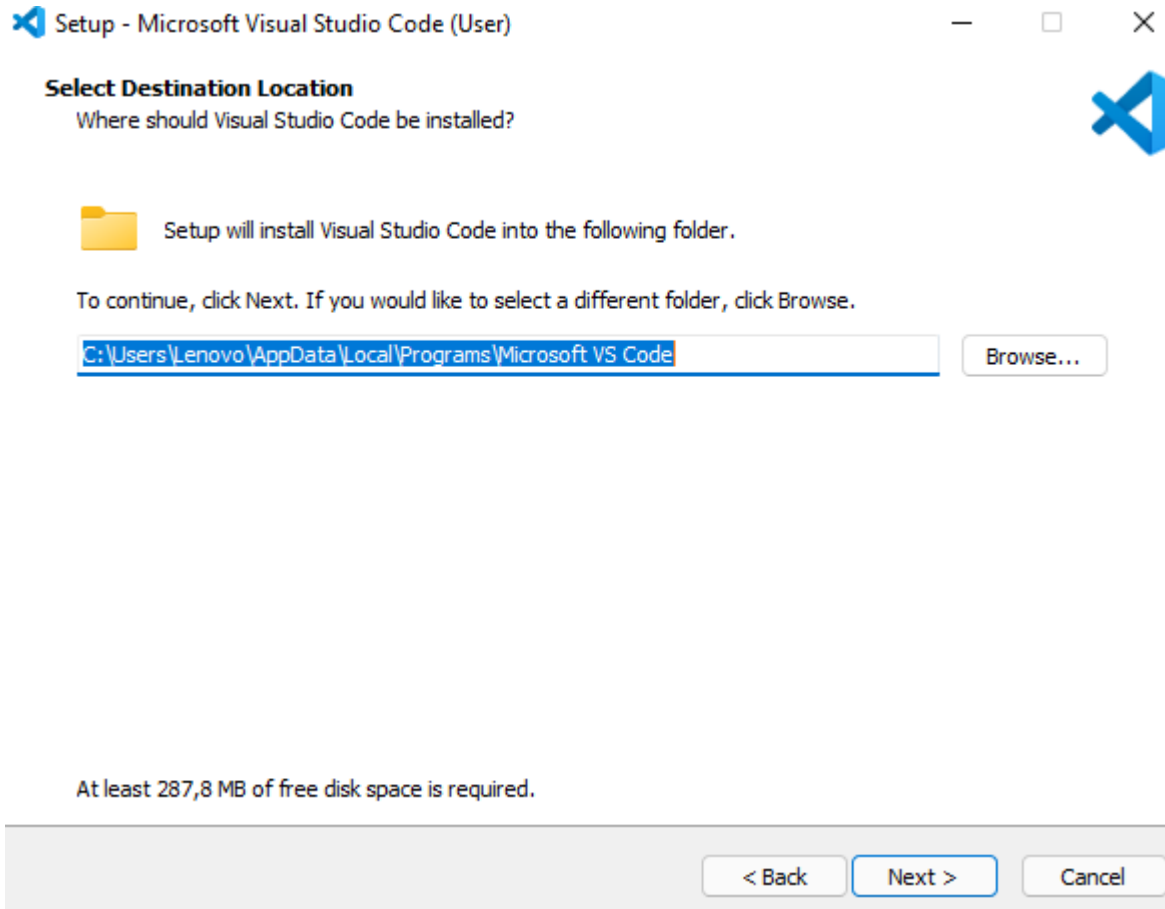 Setup - Microsoft Visual Studio Code (User)
Select Destination Location
Where should Visual Studio Code be installed?
Setup will install Visual Studio Code into the following folder.
To continue, click Next. If you would like to select a different folder, click Browse.
C:\Users\Lenovo\AppData\Local\Programs\Microsoft VS Code
Browse...
At least 287,8 MB of free disk space is required.
< Back
Next >
Cancel